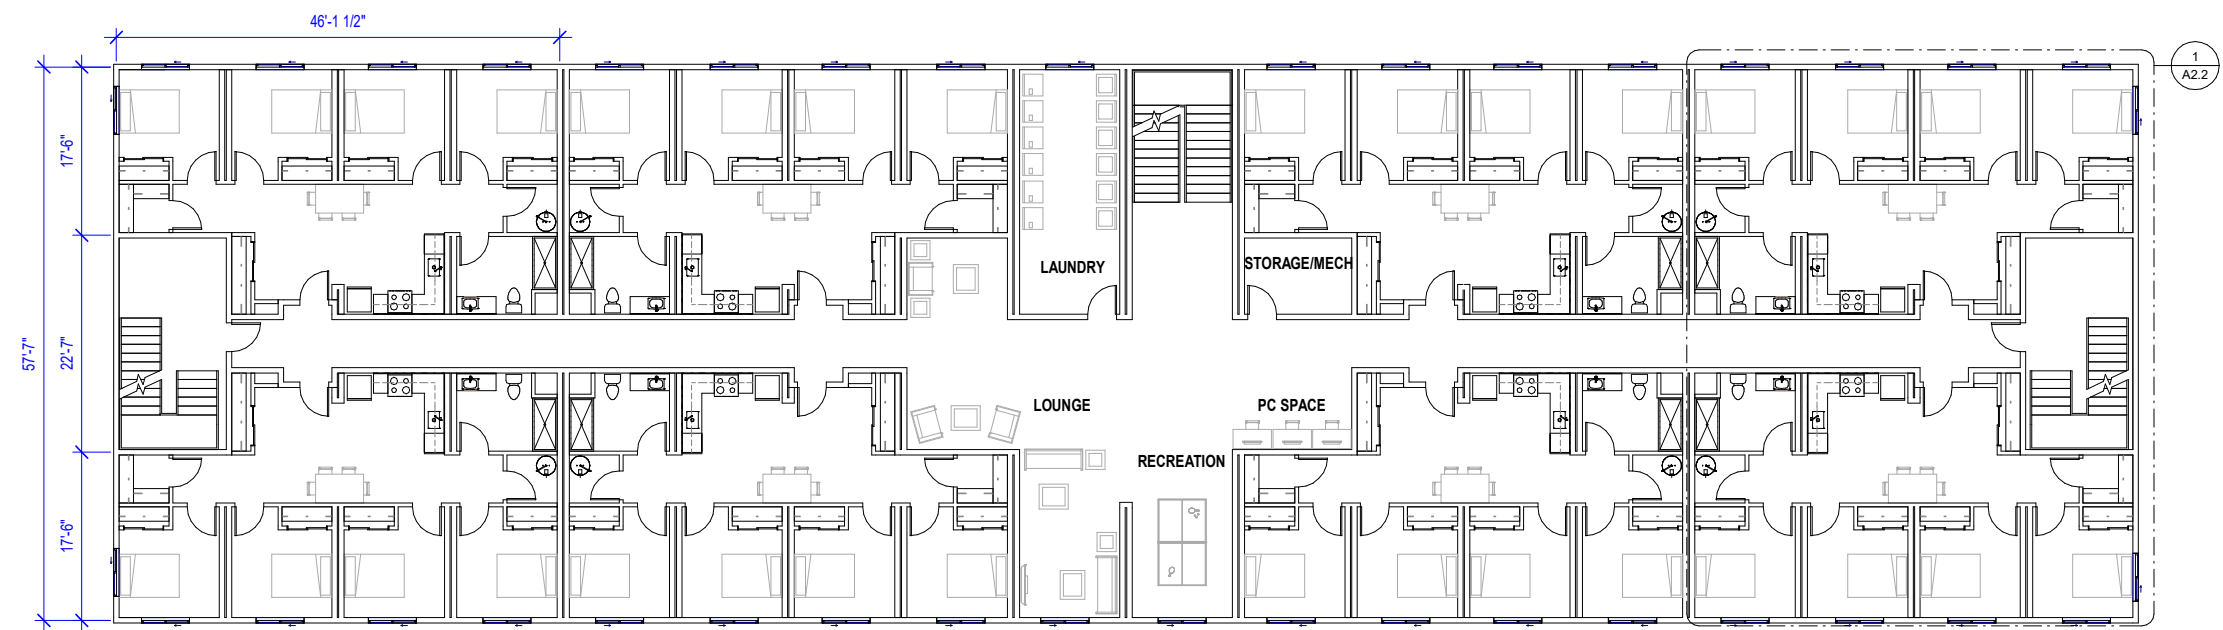 46'-1 1/2"
1
A2.2
17'-6"
LAUNDRY
STORAGE/MECH
57'-7"
22'-7"
LOUNGE
PC SPACE
RECREATION
17'-6"